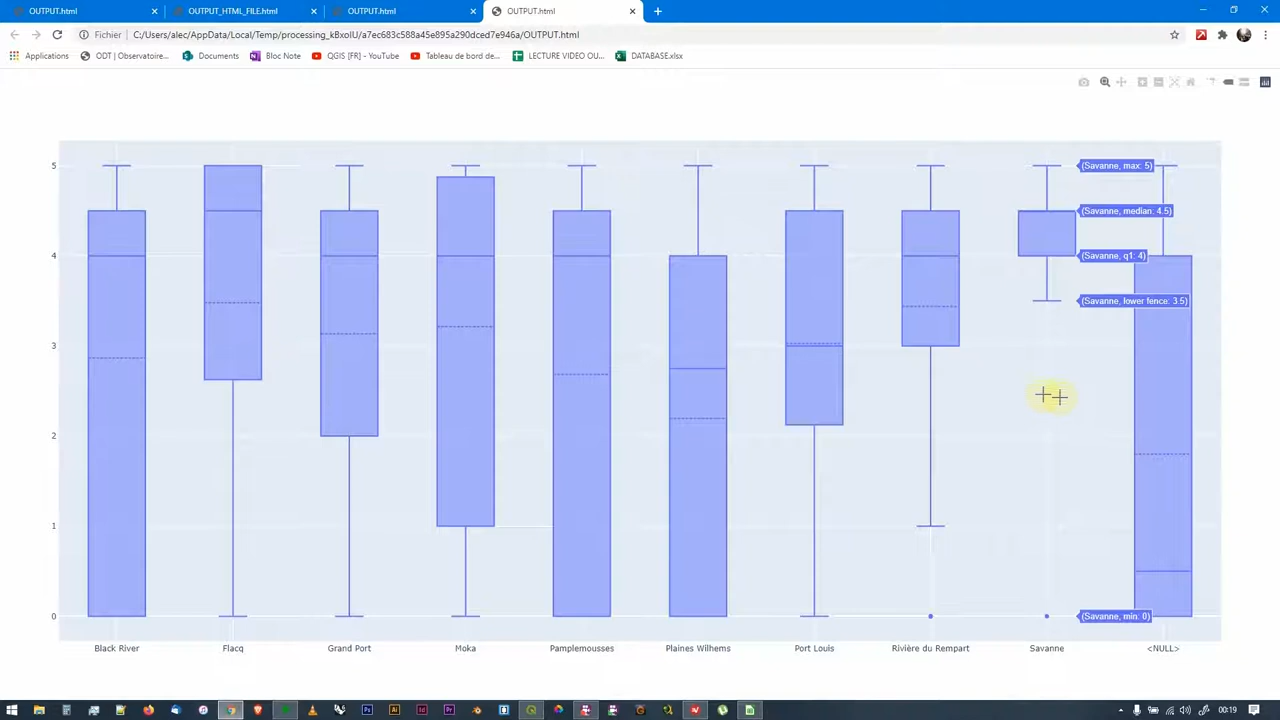 OUTPUT.html
OUTPUT_HTML_FILE.html
OUTPUT.html
OUTPUT.html
Fichier
C:/Users/alec/AppData/Local/Temp/processing_kBxoIU/a7ec683c588a45e895a290dced7e946a/OUTPUT.html
Applications
ODT | Observatoire...
Documents
Bloc Note
QGIS [FR] - YouTube
Tableau de bord de...
LECTURE VIDEO OU...
DATABASE.xlsx
5
4
3
2
1
0
(Savanne, max: 5)
(Savanne, median: 4.5)
(Savanne, q1: 4)
(Savanne, lower fence: 3.5)
(Savanne, min: 0)
Black River
Flacq
Grand Port
Moka
Pamplemousses
Plaines Wilhems
Port Louis
Rivière du Rempart
Savanne
<NULL>
00:19